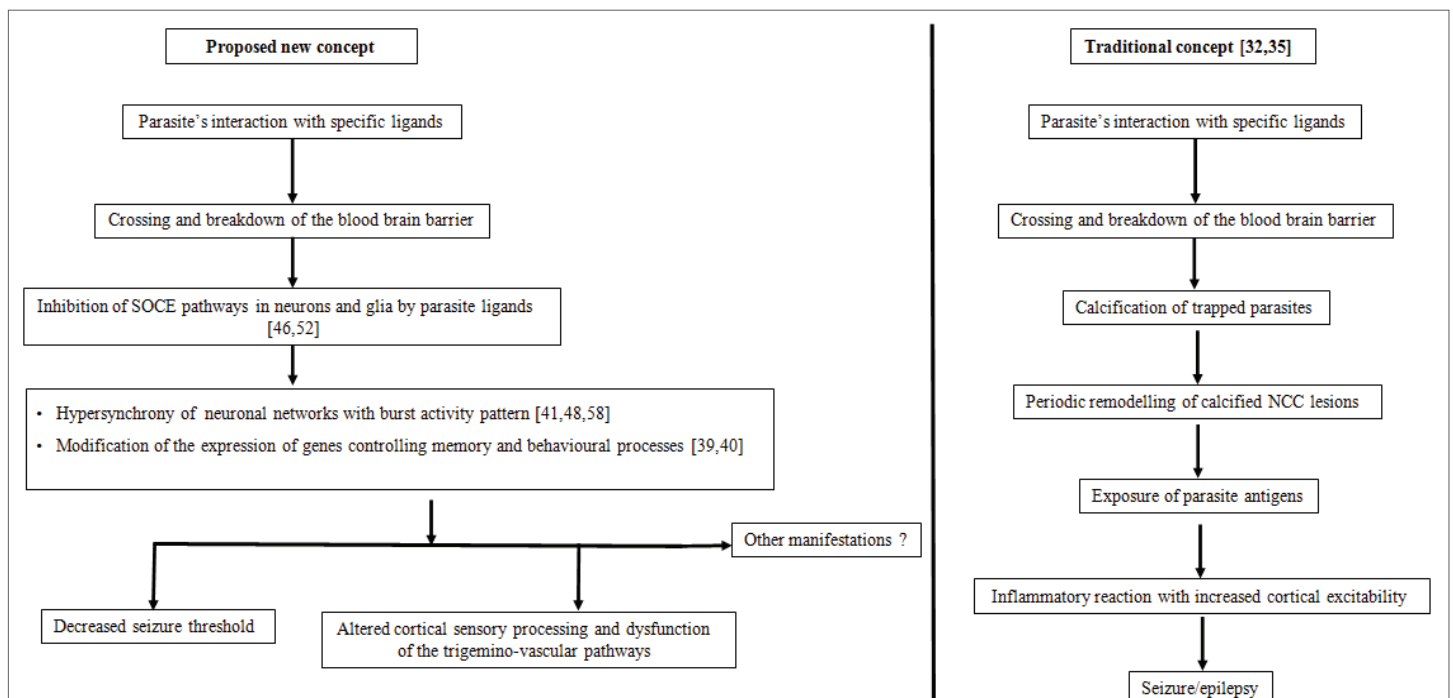 Proposed new concept
Parasite's interaction with specific ligands
Crossing and breakdown of the blood brain barrier
Inhibition of SOCE pathways in neurons and glia by parasite ligands
[46,52]
• Hypersynchrony of neuronal networks with burst activity pattern [41,48,58]
• Modification of the expression of genes controlling memory and behavioural processes [39,40]
Other manifestations ?
Decreased seizure threshold
Altered cortical sensory processing and dysfunction
of the trigemino-vascular pathways
Traditional concept [32,35]
Parasite's interaction with specific ligands
Crossing and breakdown of the blood brain barrier
Calcification of trapped parasites
Periodic remodelling of calcified NCC lesions
Exposure of parasite antigens
Inflammatory reaction with increased cortical excitability
Seizure/epilepsy